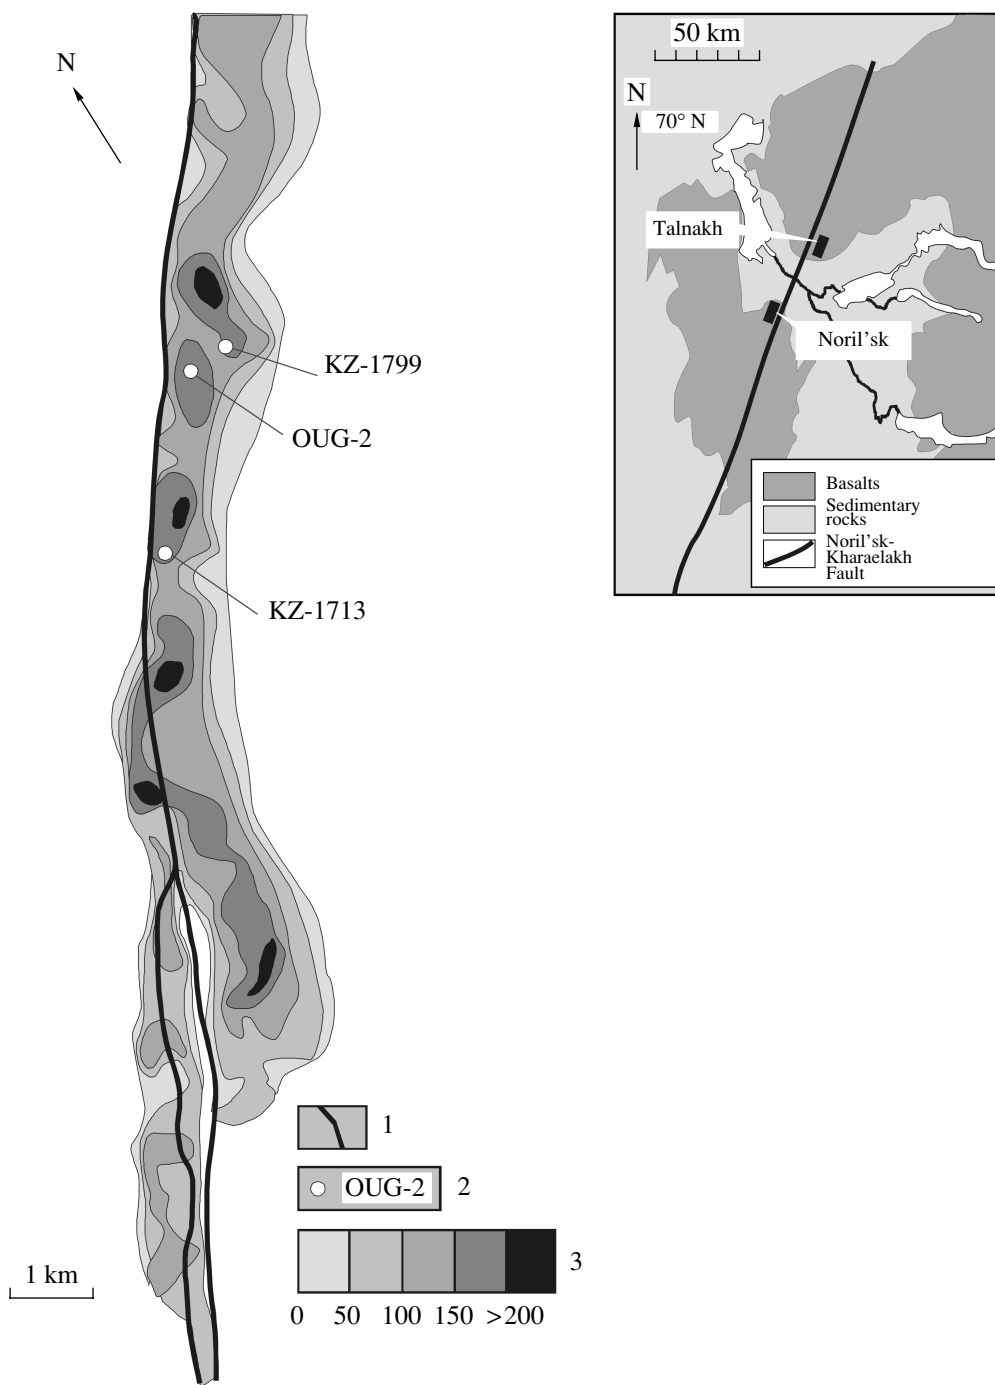 N
KZ-1799
OUG-2
KZ-1713
1 km
1
OUG-2 2
3
0 50 100 150 >200
50 km
N
70° N
Talnakh
Noril'sk
Basalts
Sedimentary
rocks
Noril'sk-
Kharaelakh
Fault